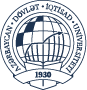 AZƏRBAYCAN • DÖVLƏT • İQTİSAD • UNİVERSİTETİ
1930